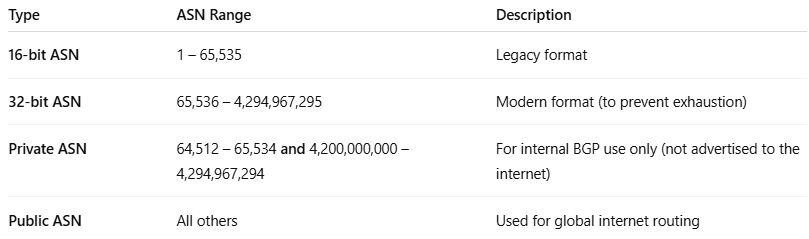 Type ASN Range Description
16-bit ASN 1 – 65,535 Legacy format
32-bit ASN 65,536 – 4,294,967,295 Modern format (to prevent exhaustion)
Private ASN 64,512 – 65,534 and 4,200,000,000 – For internal BGP use only (not advertised to the
4,294,967,294 internet)
Public ASN All others Used for global internet routing